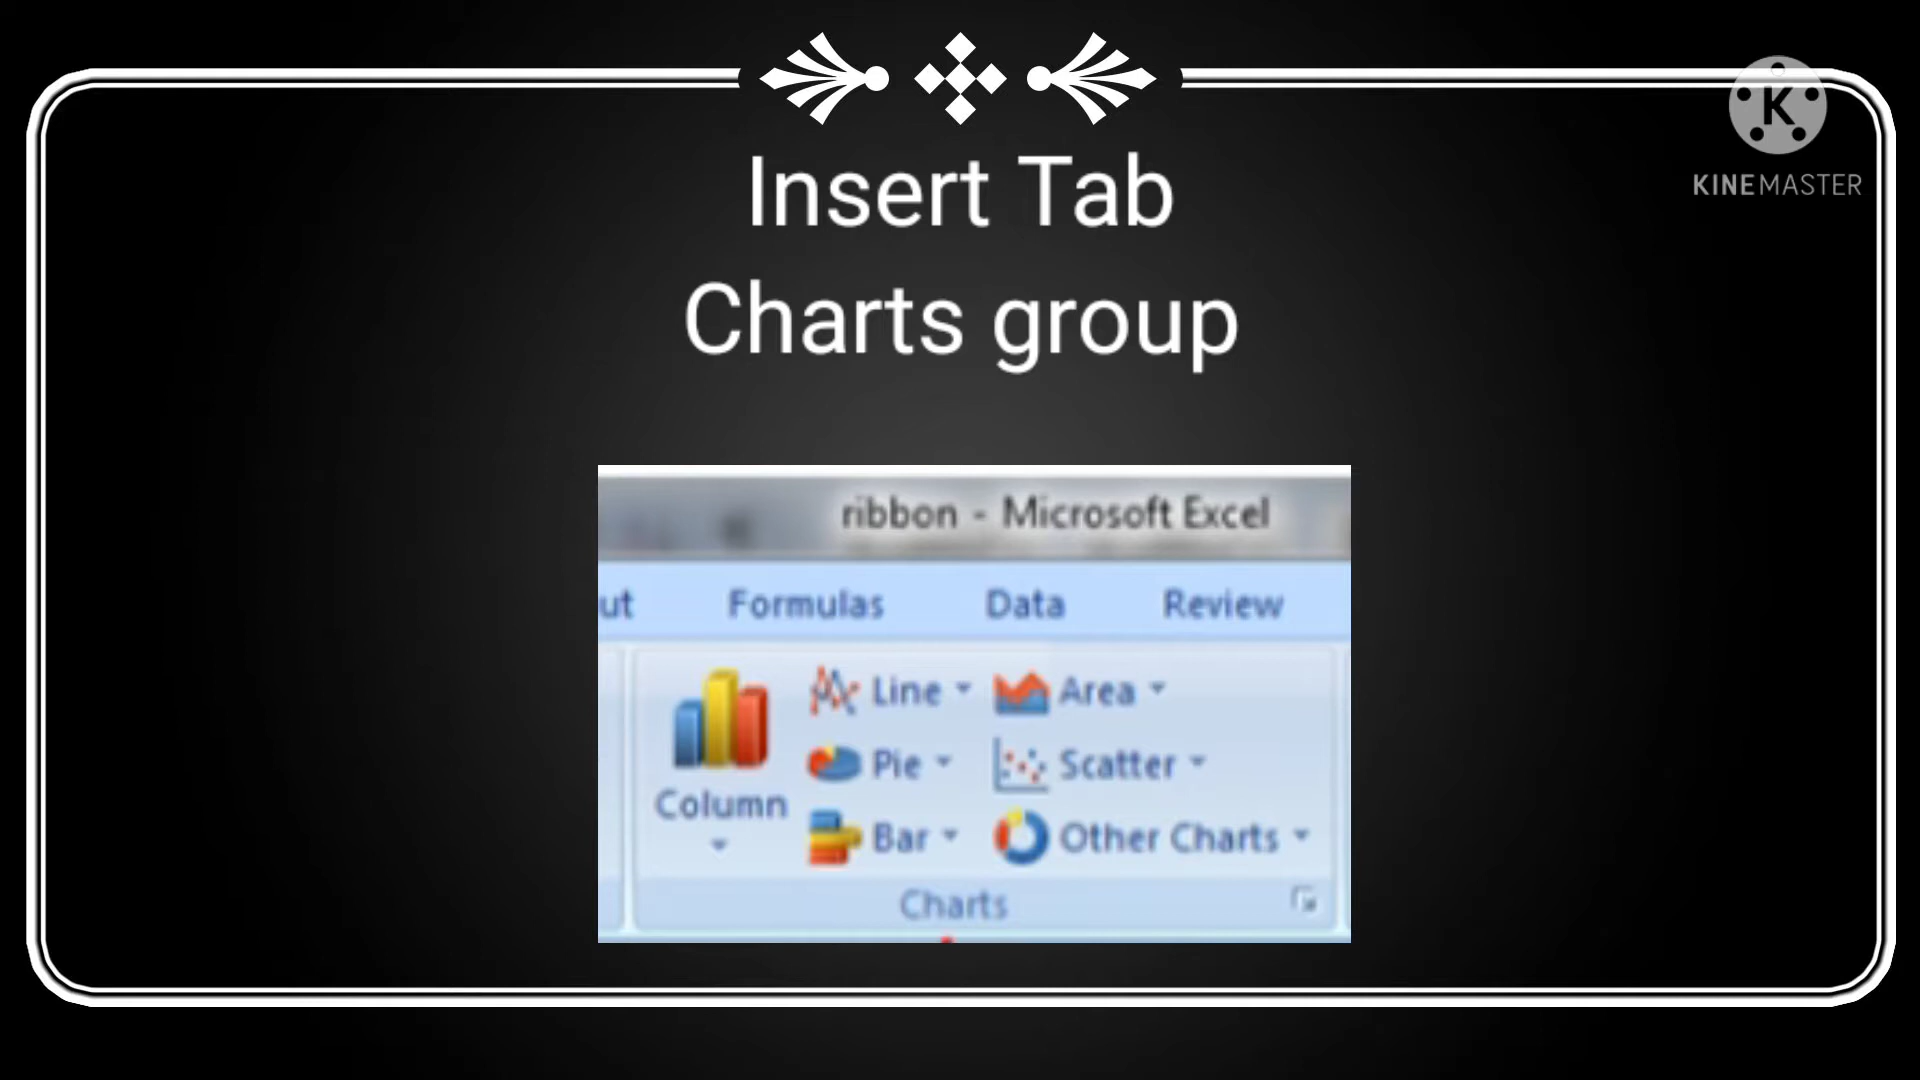 Insert Tab
Charts group
K
KINEMASTER
ribbon - Microsoft Excel
ut Formulas Data Review
Line Area
Pie Scatter
Column
Bar Other Charts
Charts